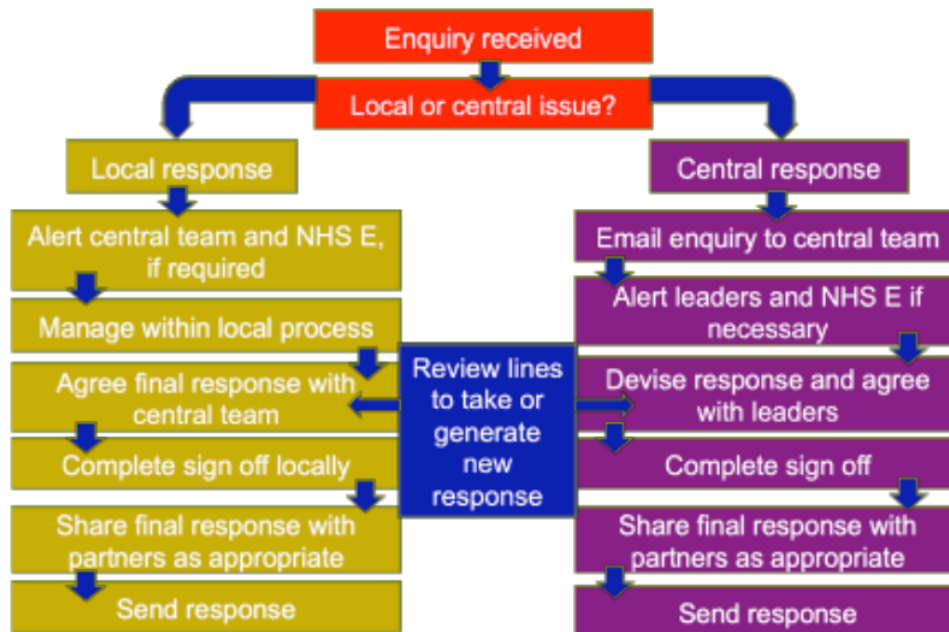 Enquiry received
Local or central issue?
Local response
Alert central team and NHS E,
if required
Manage within local process
Agree final response with
central team
Complete sign off locally
Share final response with
partners as appropriate
Send response
Review lines
to take or
generate
new
response
Central response
Email enquiry to central team
Alert leaders and NHS E if
necessary
Devise response and agree
with leaders
Complete sign off
Share final response with
partners as appropriate
Send response